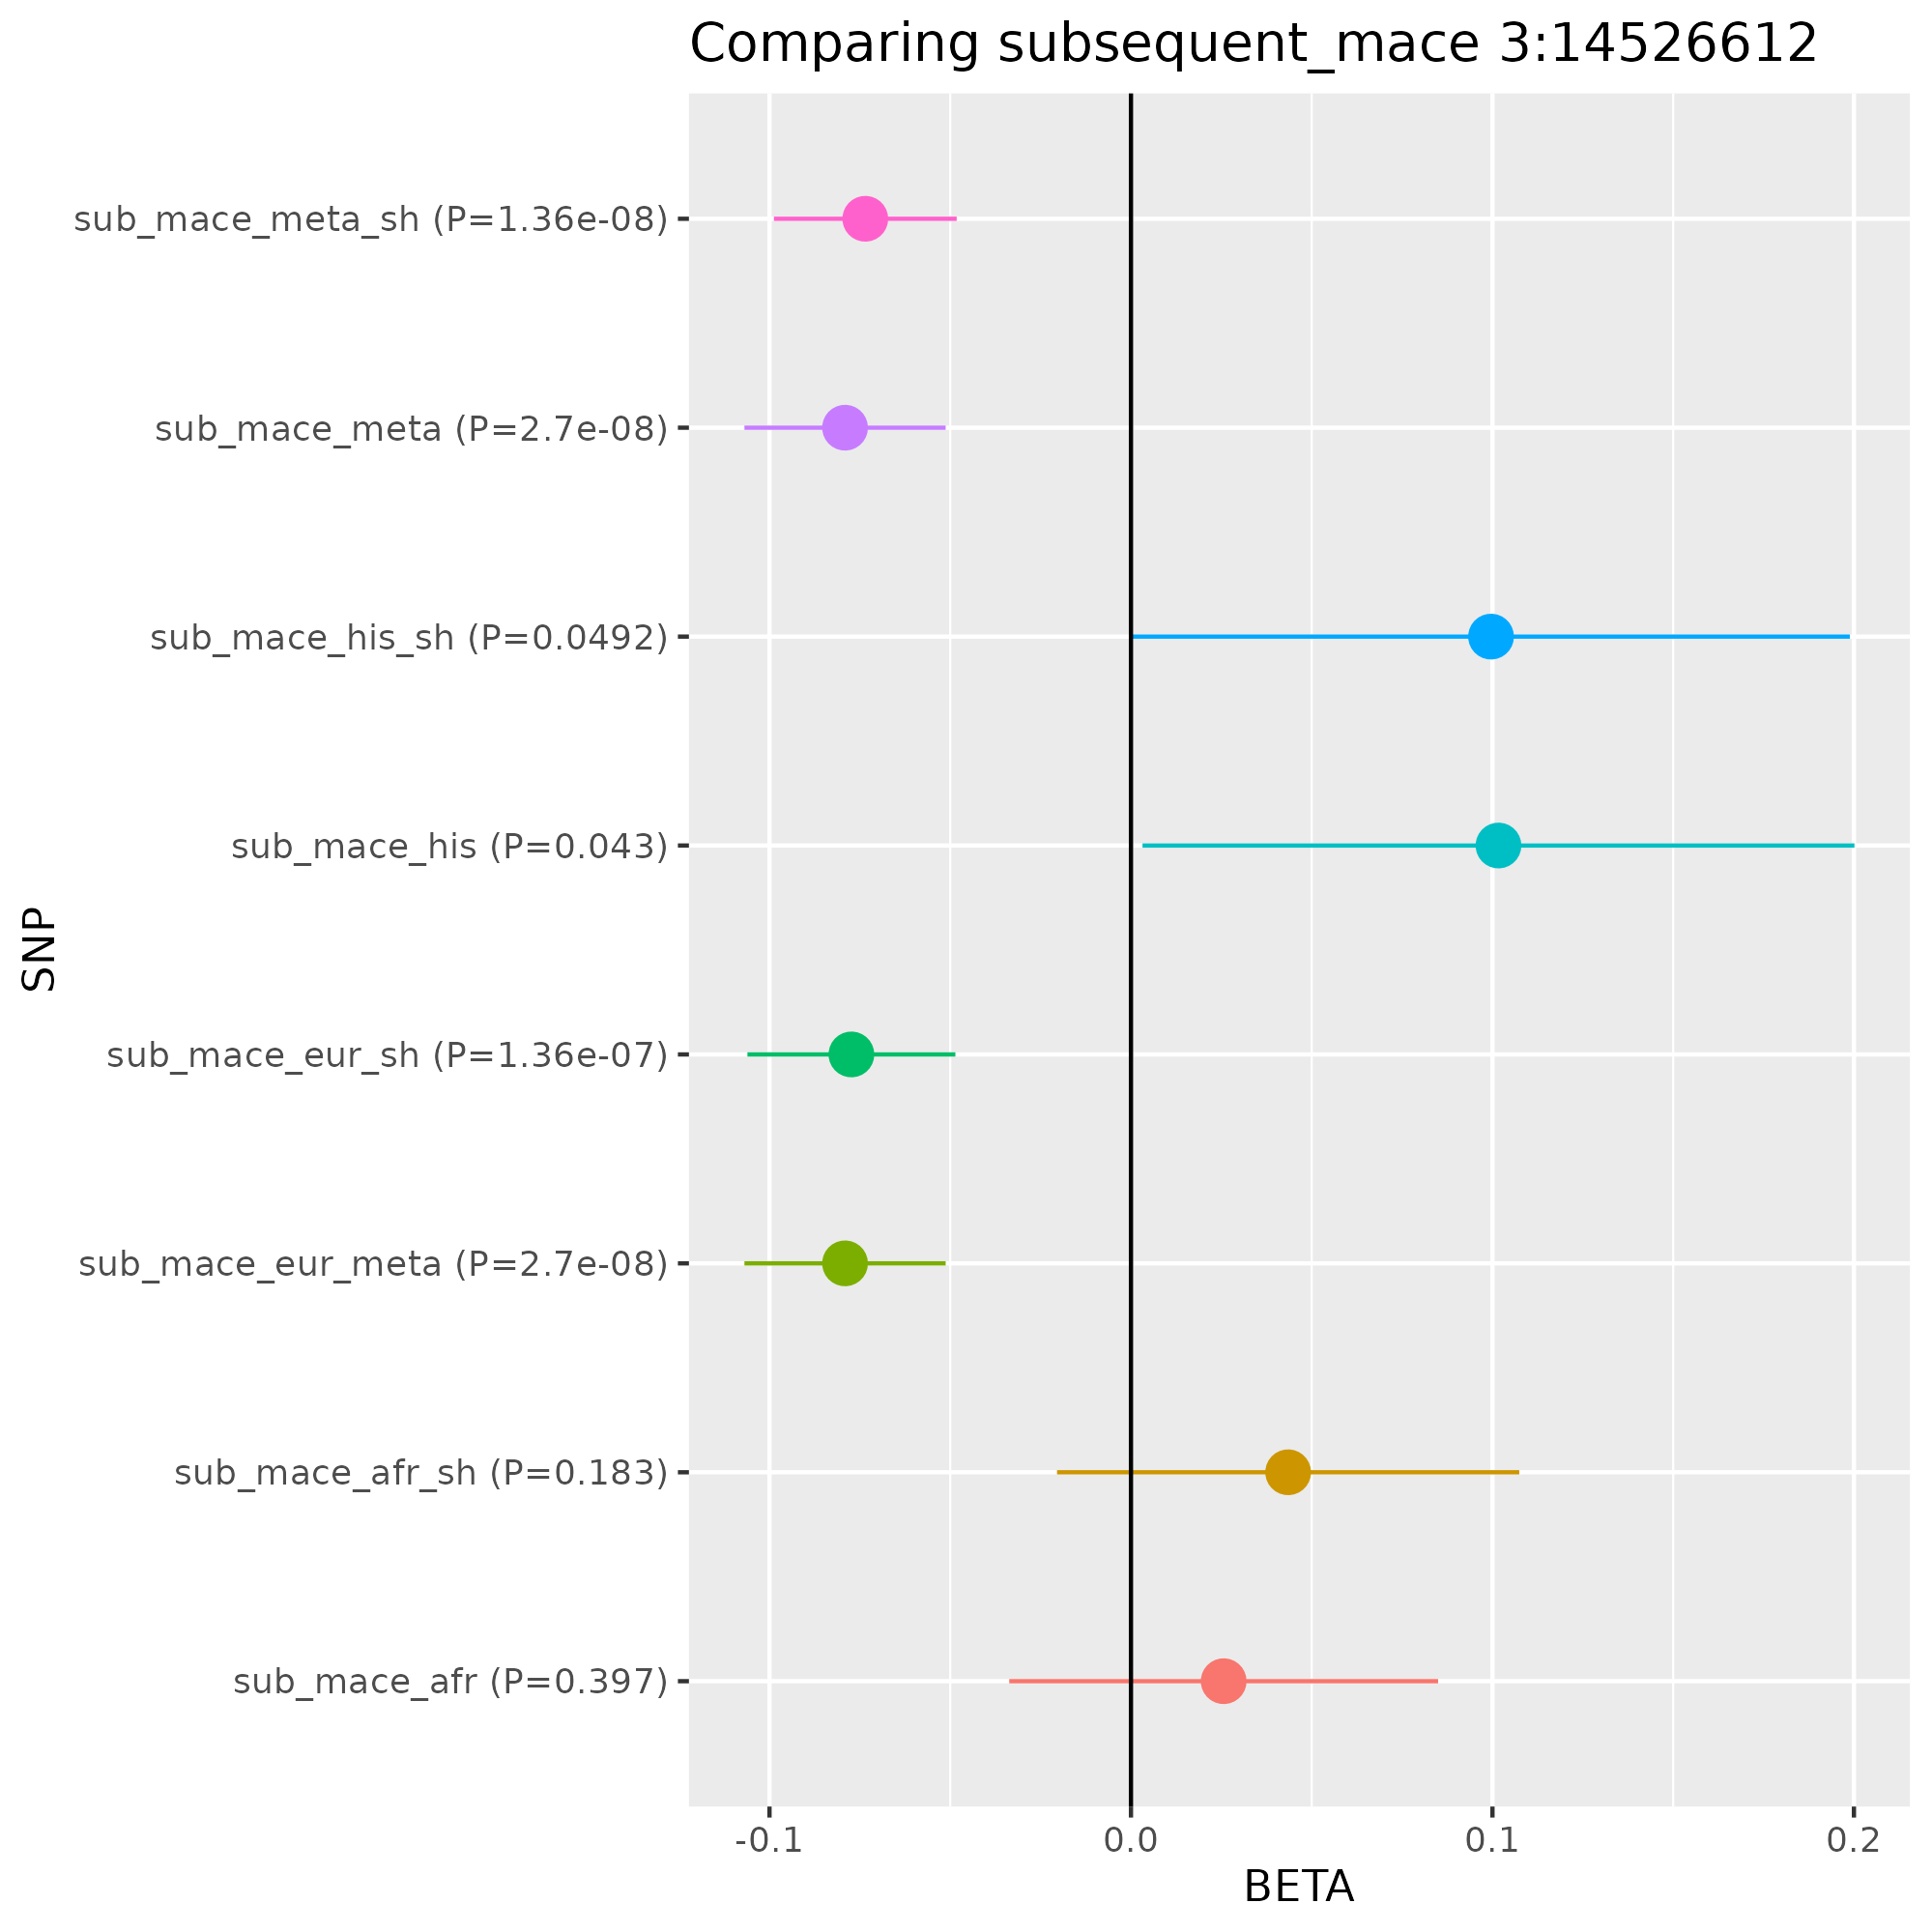 Comparing subsequent_mace 3:14526612
sub_mace_meta_sh (P=1.36e-08)
sub_mace_meta (P=2.7e-08)
sub_mace_his_sh (P=0.0492)
sub_mace_his (P=0.043)
SNP
sub_mace_eur_sh (P=1.36e-07)
sub_mace_eur_meta (P=2.7e-08)
sub_mace_afr_sh (P=0.183)
sub_mace_afr (P=0.397)
-0.1 0.0 0.1 0.2
BETA